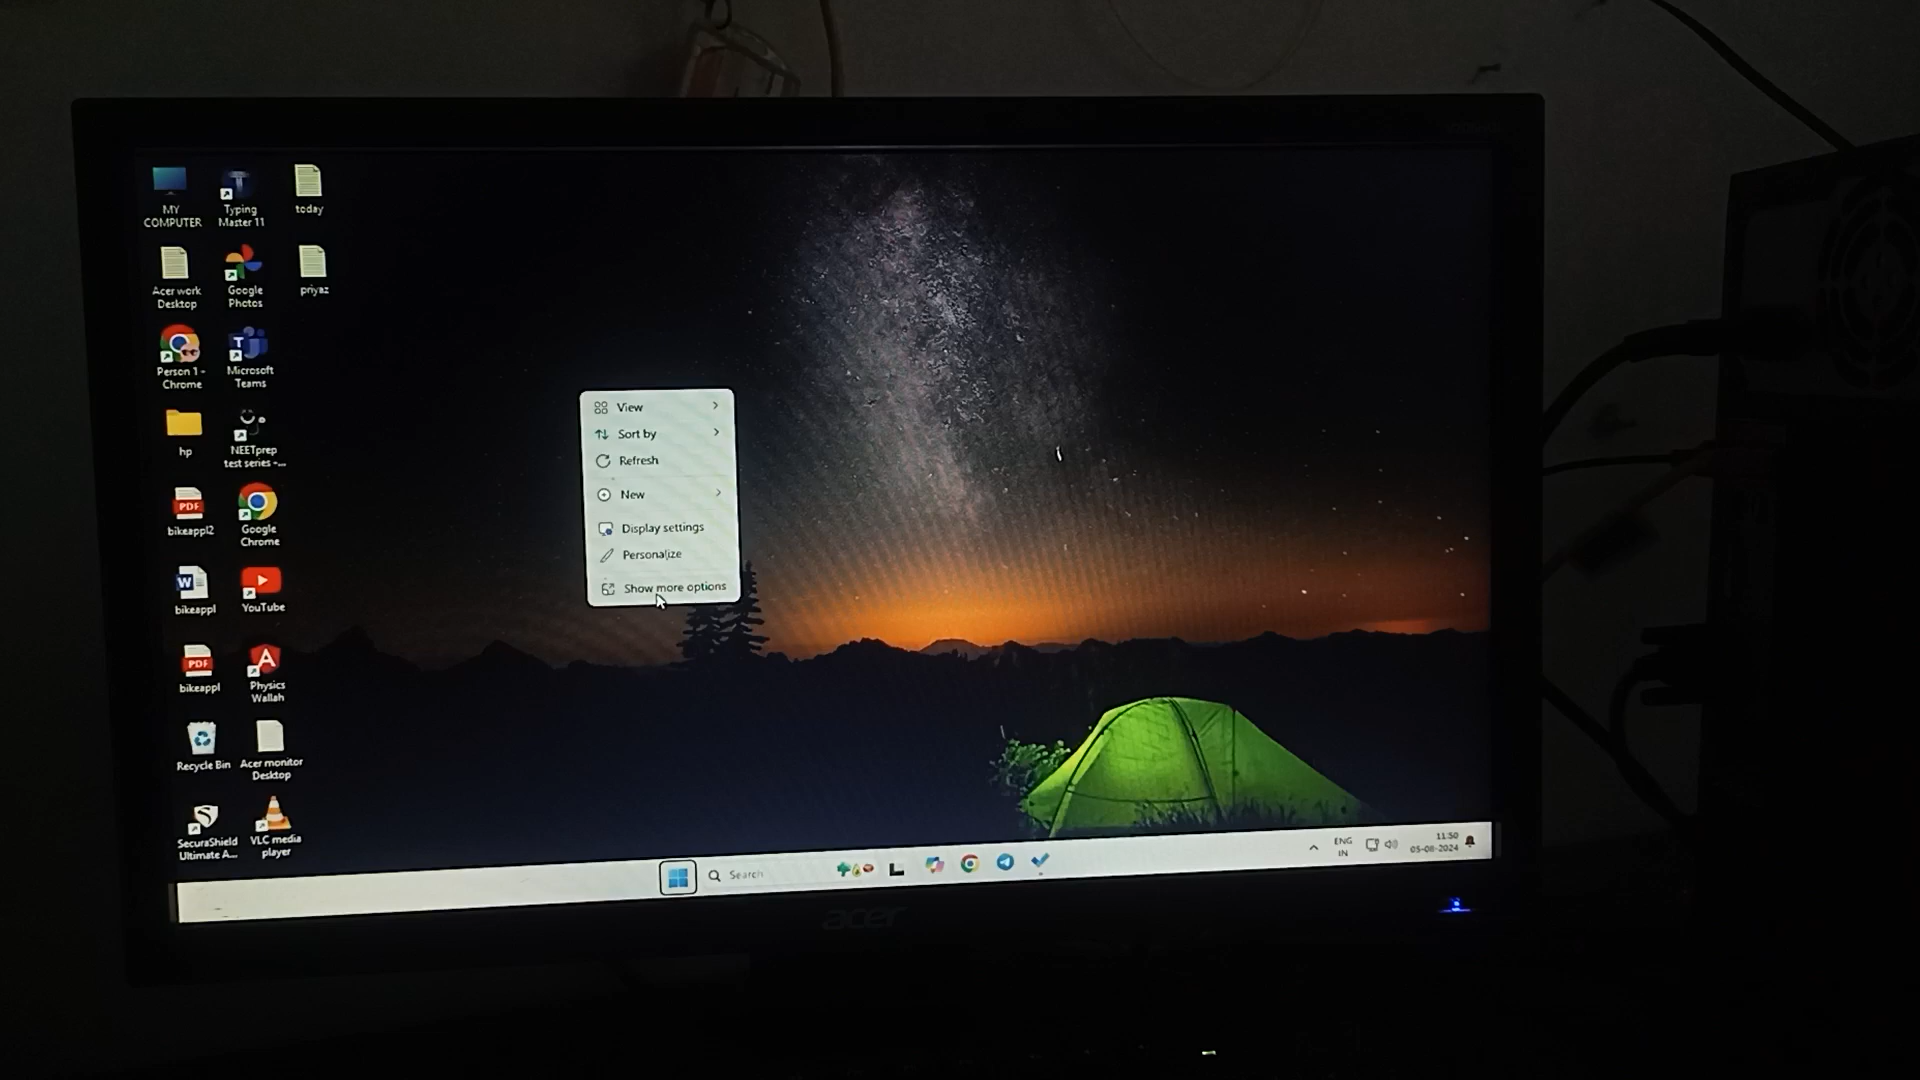 MY
COMPUTER
Typing
Master 11
today
Acer work
Desktop
Google
Photos
priyaz
Person 1 -
Chrome
Microsoft
Teams
hp
NEETprep
test series -...
PDF
bikeappl2
Google
Chrome
W
bikeappl
YouTube
PDF
bikeappl
Physics
Wallah
Recycle Bin
Acer monitor
Desktop
SecuraShield
Ultimate A...
VLC media
player
View
Sort by
Refresh
New
Display settings
Personalize
Show more options
Search
ENG
IN
11:50
05-08-2024
acer